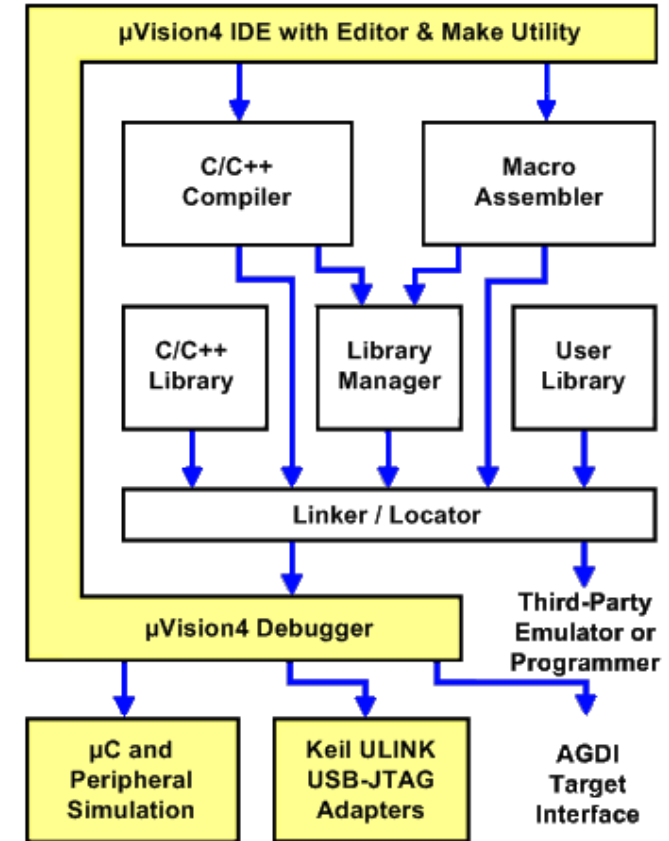 µVision4 IDE with Editor & Make Utility
C/C++
Compiler
Macro
Assembler
C/C++
Library
Library
Manager
User
Library
Linker / Locator
µVision4 Debugger
Third-Party
Emulator or
Programmer
µC and
Peripheral
Simulation
Keil ULINK
USB-JTAG
Adapters
AGDI
Target
Interface